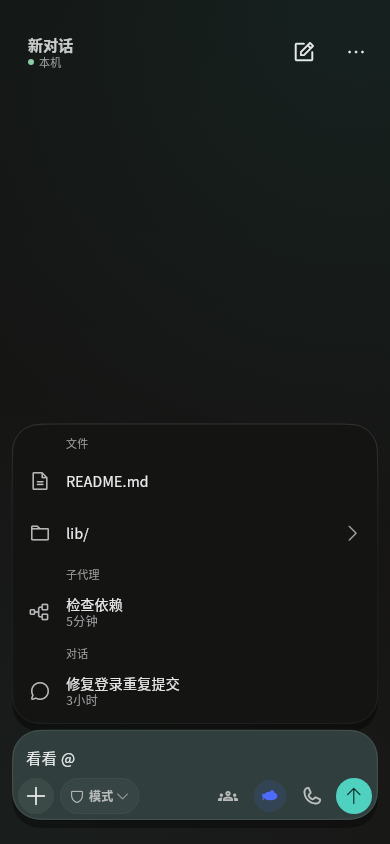 新对话
本机
文件
README.md
lib/
子代理
检查依赖
5分钟
对话
修复登录重复提交
3小时
看看 @
模式